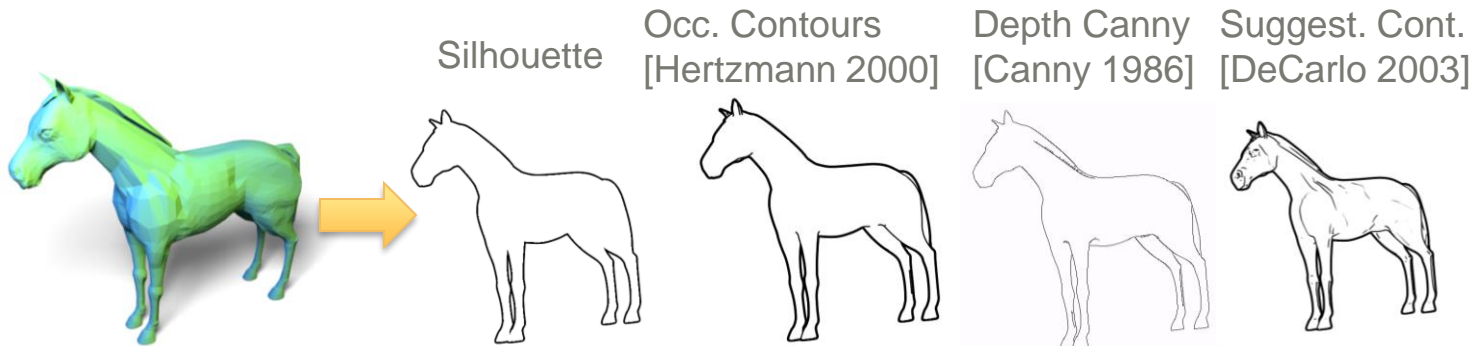 Silhouette
Occ. Contours
[Hertzmann 2000]
Depth Canny
[Canny 1986]
Suggest. Cont.
[DeCarlo 2003]